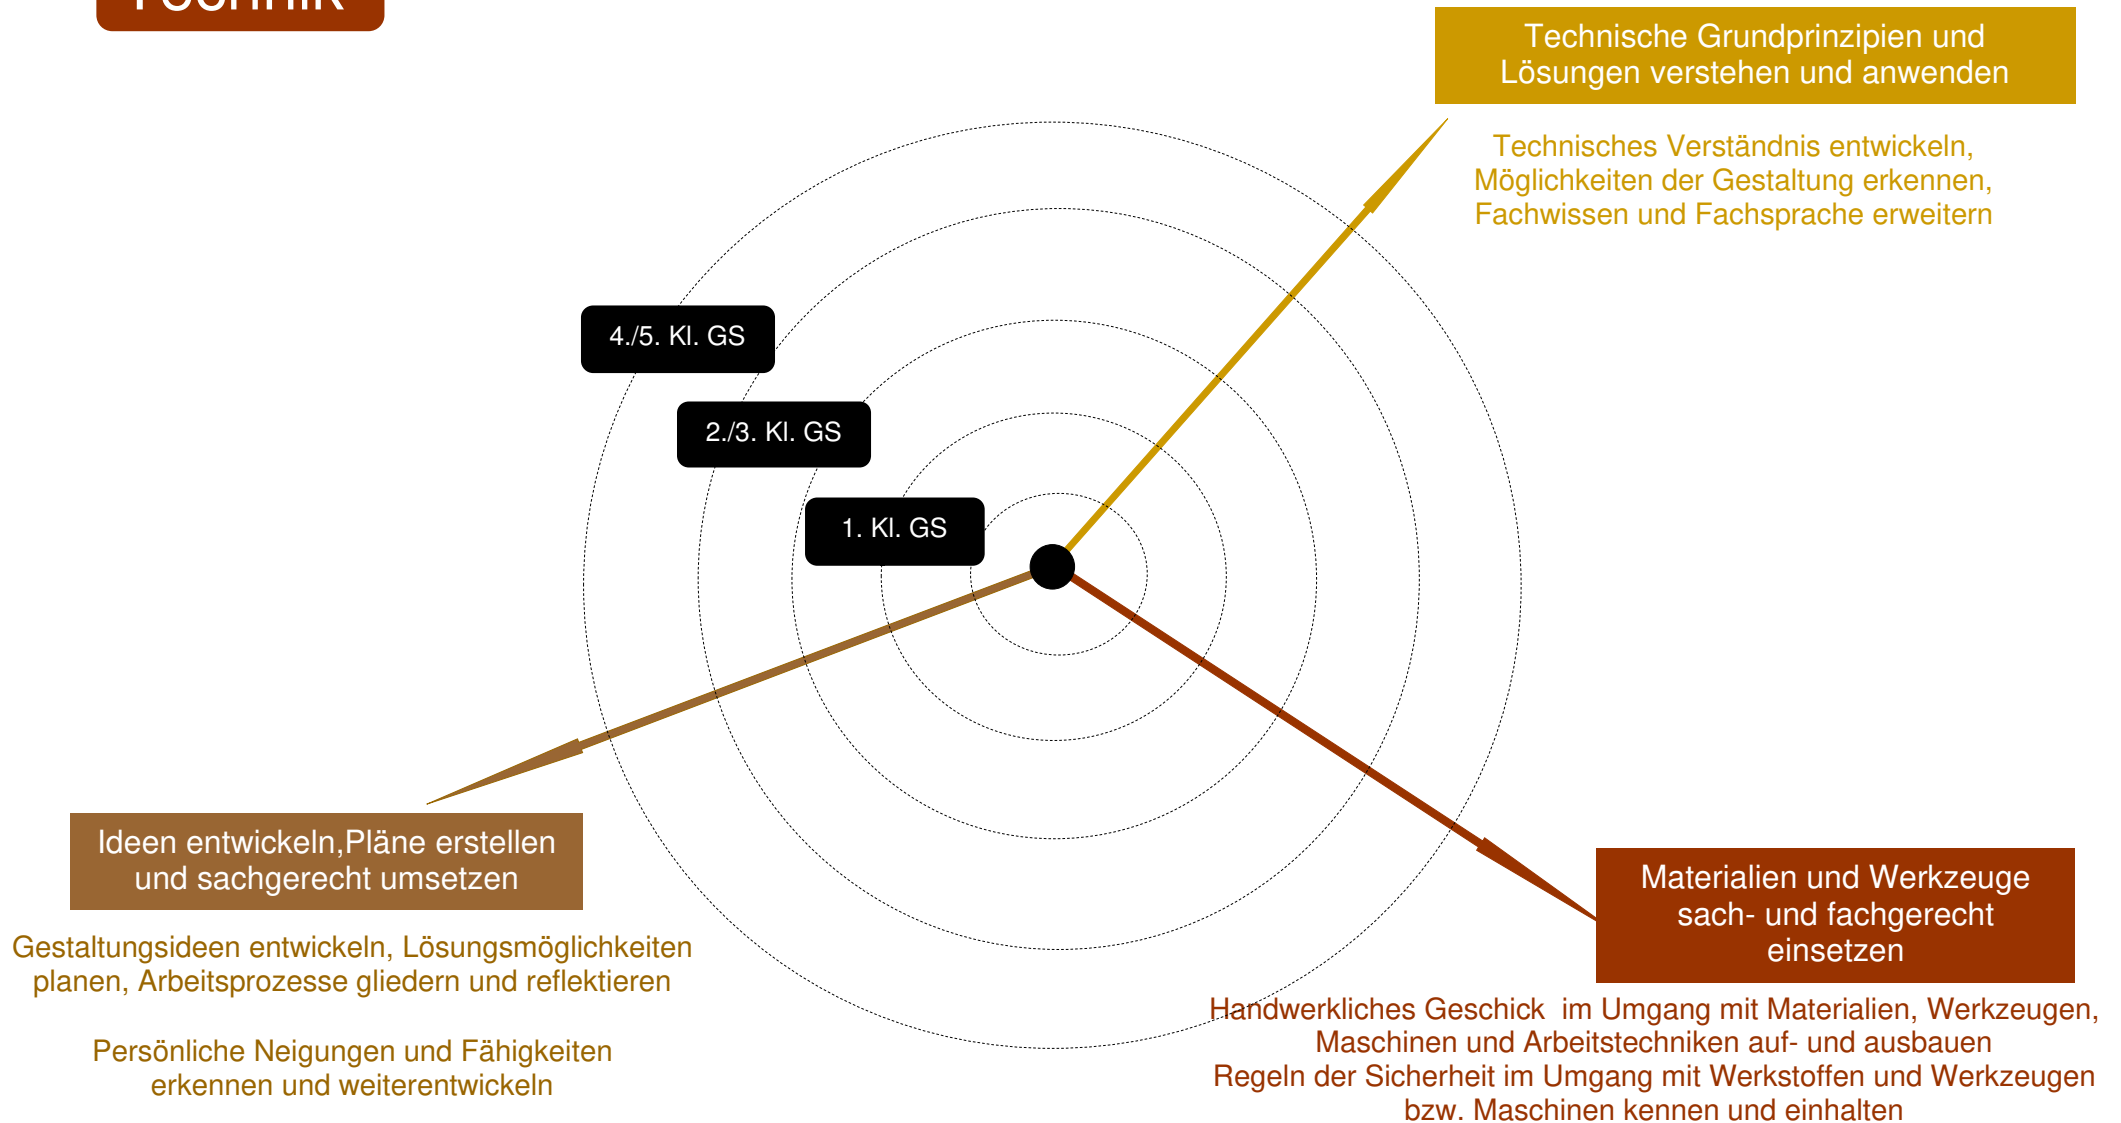 Technik
Technische Grundprinzipien und
Lösungen verstehen und anwenden
Technisches Verständnis entwickeln,
Möglichkeiten der Gestaltung erkennen,
Fachwissen und Fachsprache erweitern
4./5. Kl. GS
2./3. Kl. GS
1. Kl. GS
Ideen entwickeln,Pläne erstellen
und sachgerecht umsetzen
Gestaltungsideen entwickeln, Lösungsmöglichkeiten
planen, Arbeitsprozesse gliedern und reflektieren
Persönliche Neigungen und Fähigkeiten
erkennen und weiterentwickeln
Materialien und Werkzeuge
sach- und fachgerecht
einsetzen
Handwerkliches Geschick  im Umgang mit Materialien, Werkzeugen,
Maschinen und Arbeitstechniken auf- und ausbauen
Regeln der Sicherheit im Umgang mit Werkstoffen und Werkzeugen
bzw. Maschinen kennen und einhalten